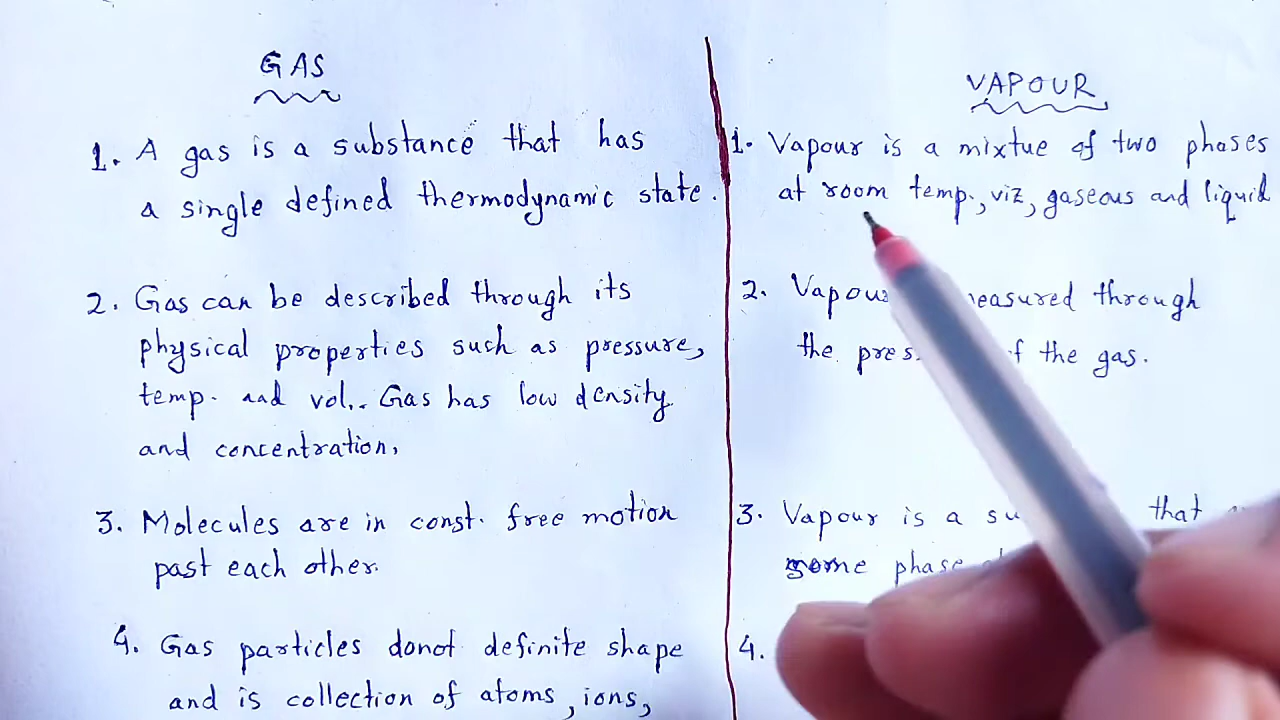 GAS
1. A gas is a substance that has
a single defined thermodynamic state.
2. Gas can be described through its
physical properties such as pressure,
temp. and vol.. Gas has low density
and concentration,
3. Molecules are in const. free motion
past each other.
4. Gas particles donot definite shape
and is collection of atoms, ions,
VAPOUR
1. Vapour is a mixtue of two phases
at room temp., viz, gaseous and liquid
2. through
the of the gas.
3. Vapour is a that
some phase
4.